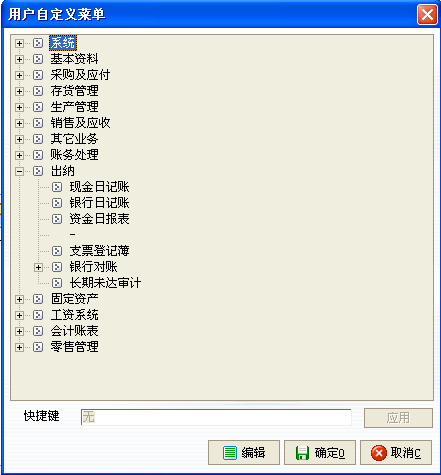 用户自定义菜单
系统
基本资料
采购及应付
存货管理
生产管理
销售及应收
其它业务
账务处理
出纳
现金日记账
银行日记账
资金日报表
-
支票登记薄
银行对账
长期未达审计
固定资产
工资系统
会计账表
零售管理
快捷键 无 应用
编辑 确定O 取消C